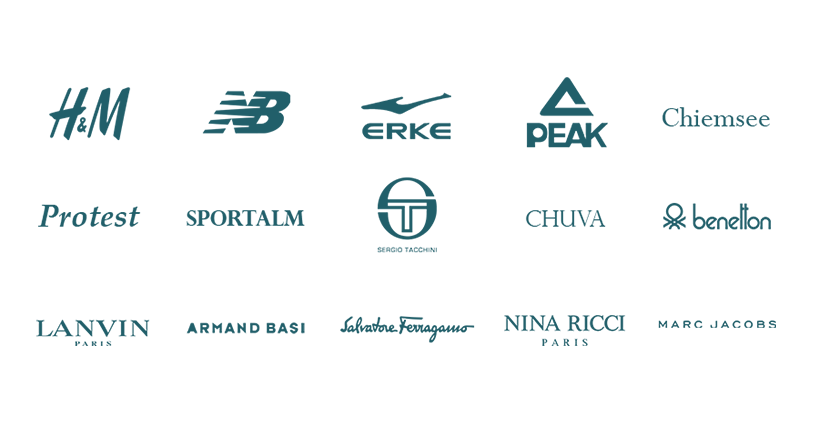 H&M
NB
ERKE
PEAK
Chiemsee
Protest
SPORTALM
ST
SERGIO TACCHINI
CHUVA
benetton
LANVIN
PARIS
ARMAND BASI
Salvatore Ferragamo
NINA RICCI
PARIS
MARC JACOBS